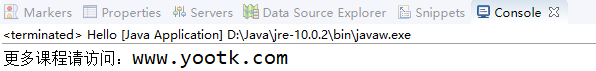 Markers Properties Servers Data Source Explorer Snippets Console
<terminated> Hello [Java Application] D:\Java\jre-10.0.2\bin\javaw.exe
更多课程请访问：www.yootk.com